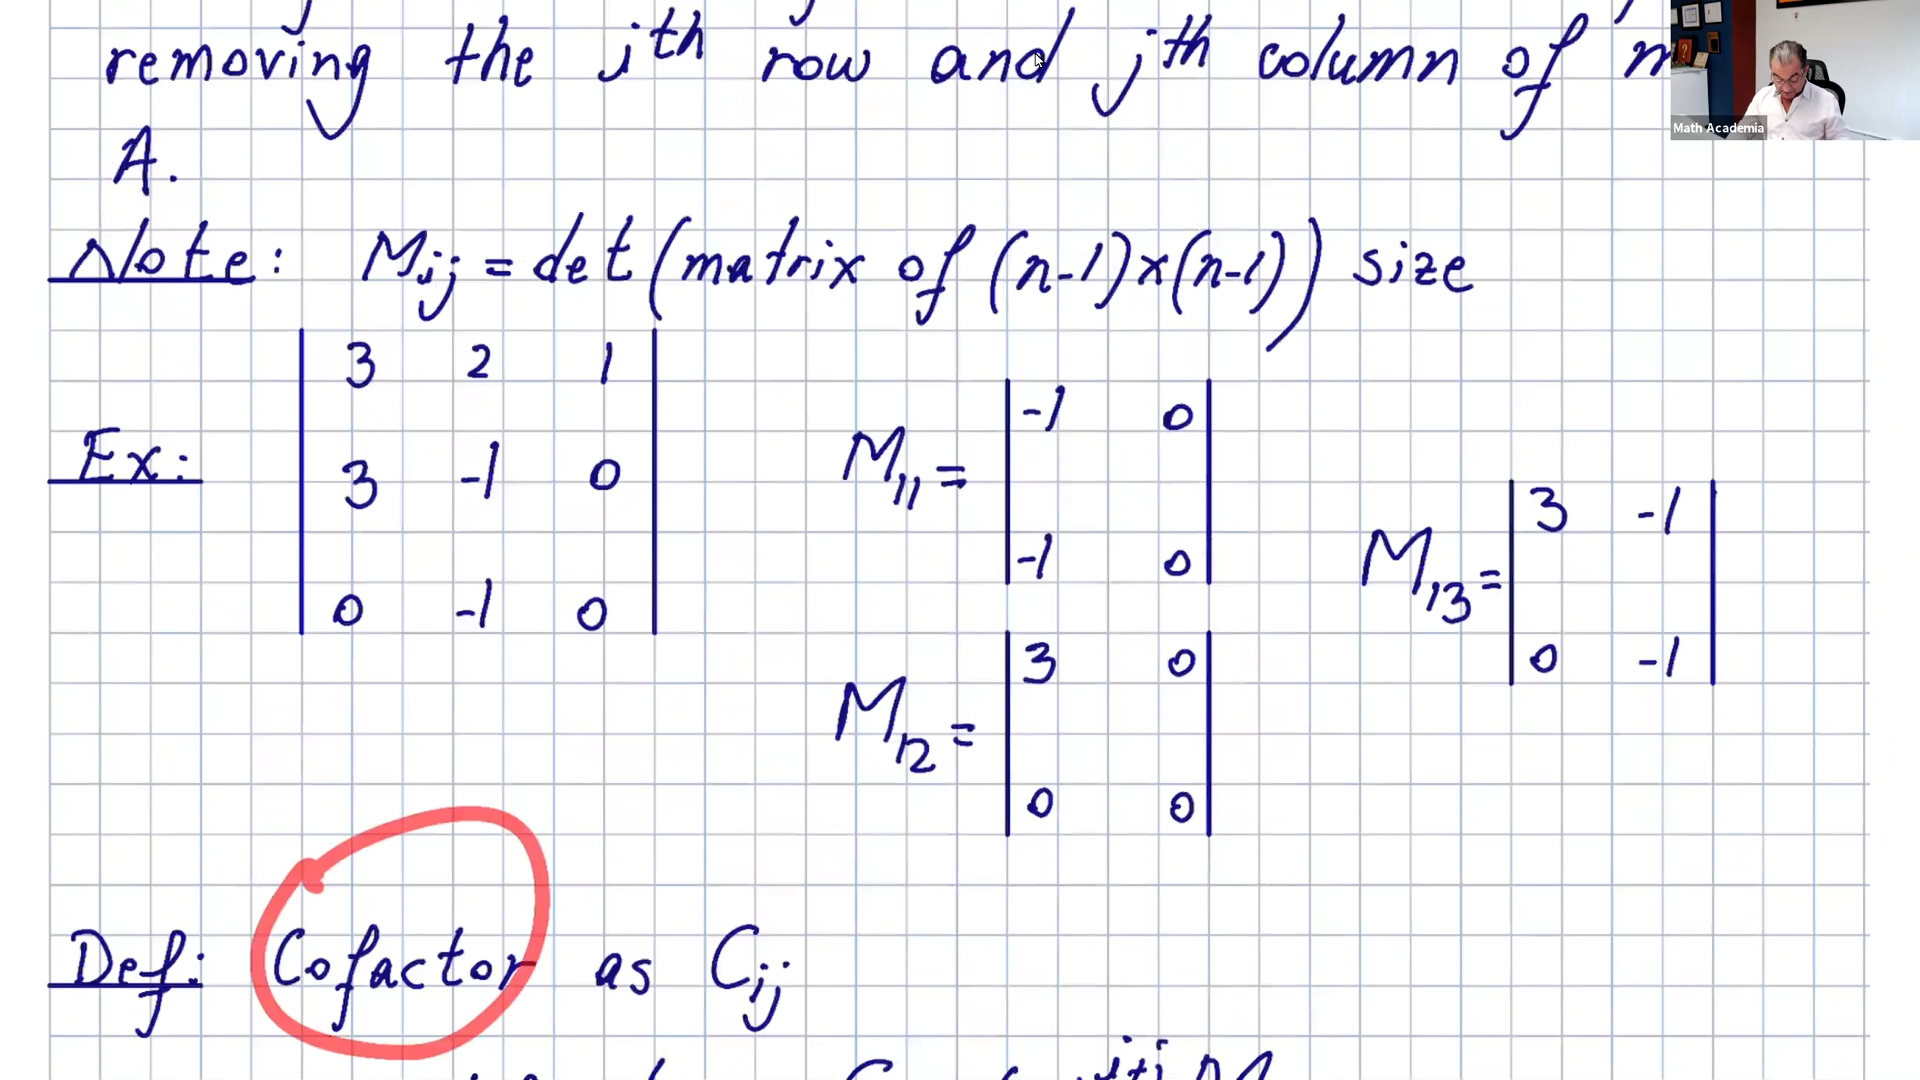 removing the ith row and jth column of
A.
Note: Mij = det (matrix of (n-1)x(n-1)) size
Ex:
3 2 1
3 -1 0
0 -1 0
M11 =
-1 0
-1 0
M12 =
3 0
0 0
M13 =
3 -1
0 -1
Def: Cofactor as Cij
Math Academia